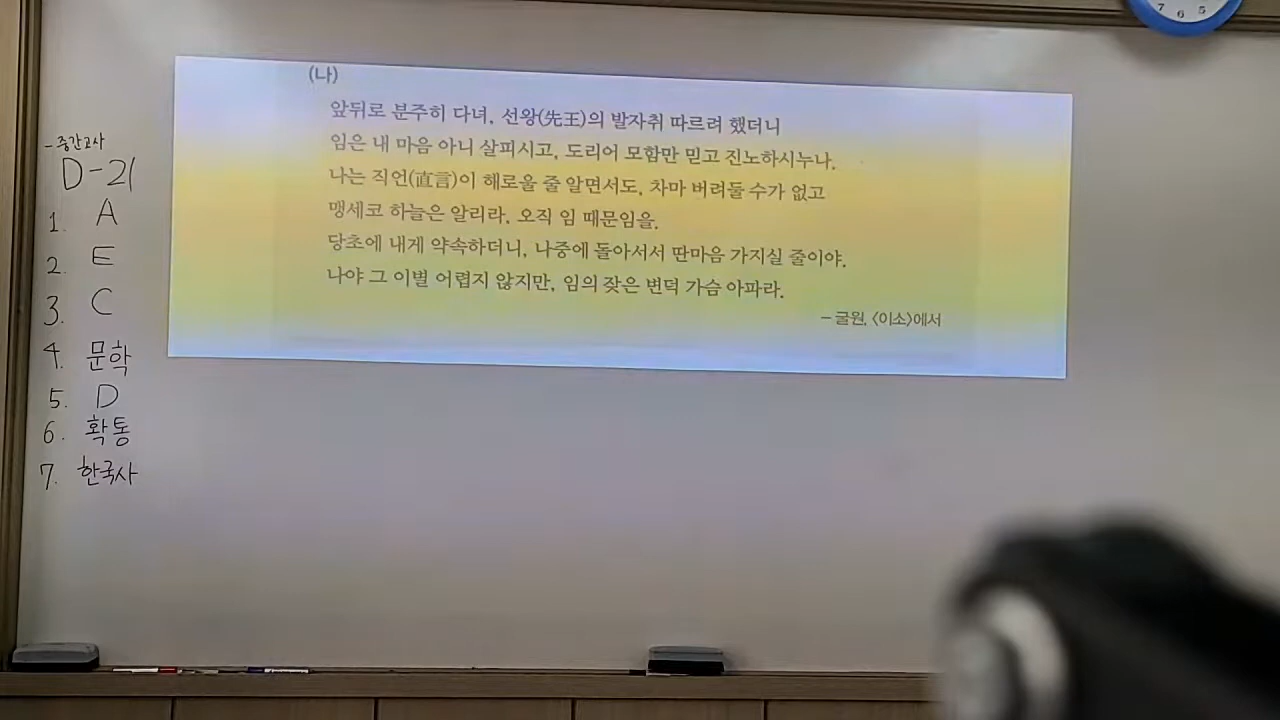 7 6 5
- 중간고사
D-21
1. A
2. E
3. C
4. 문학
5. D
6. 확통
7. 한국사
(나)
앞뒤로 분주히 다녀, 선왕(先王)의 발자취 따르려 했더니
임은 내 마음 아니 살피시고, 도리어 모함만 믿고 진노하시누나.
나는 직언(直言)이 해로울 줄 알면서도, 차마 버려둘 수가 없고
맹세코 하늘은 알리라, 오직 임 때문임을.
당초에 내게 약속하더니, 나중에 돌아서서 딴마음 가지실 줄이야.
나야 그 이별 어렵지 않지만, 임의 잦은 변덕 가슴 아파라.
- 굴원, 〈이소〉에서